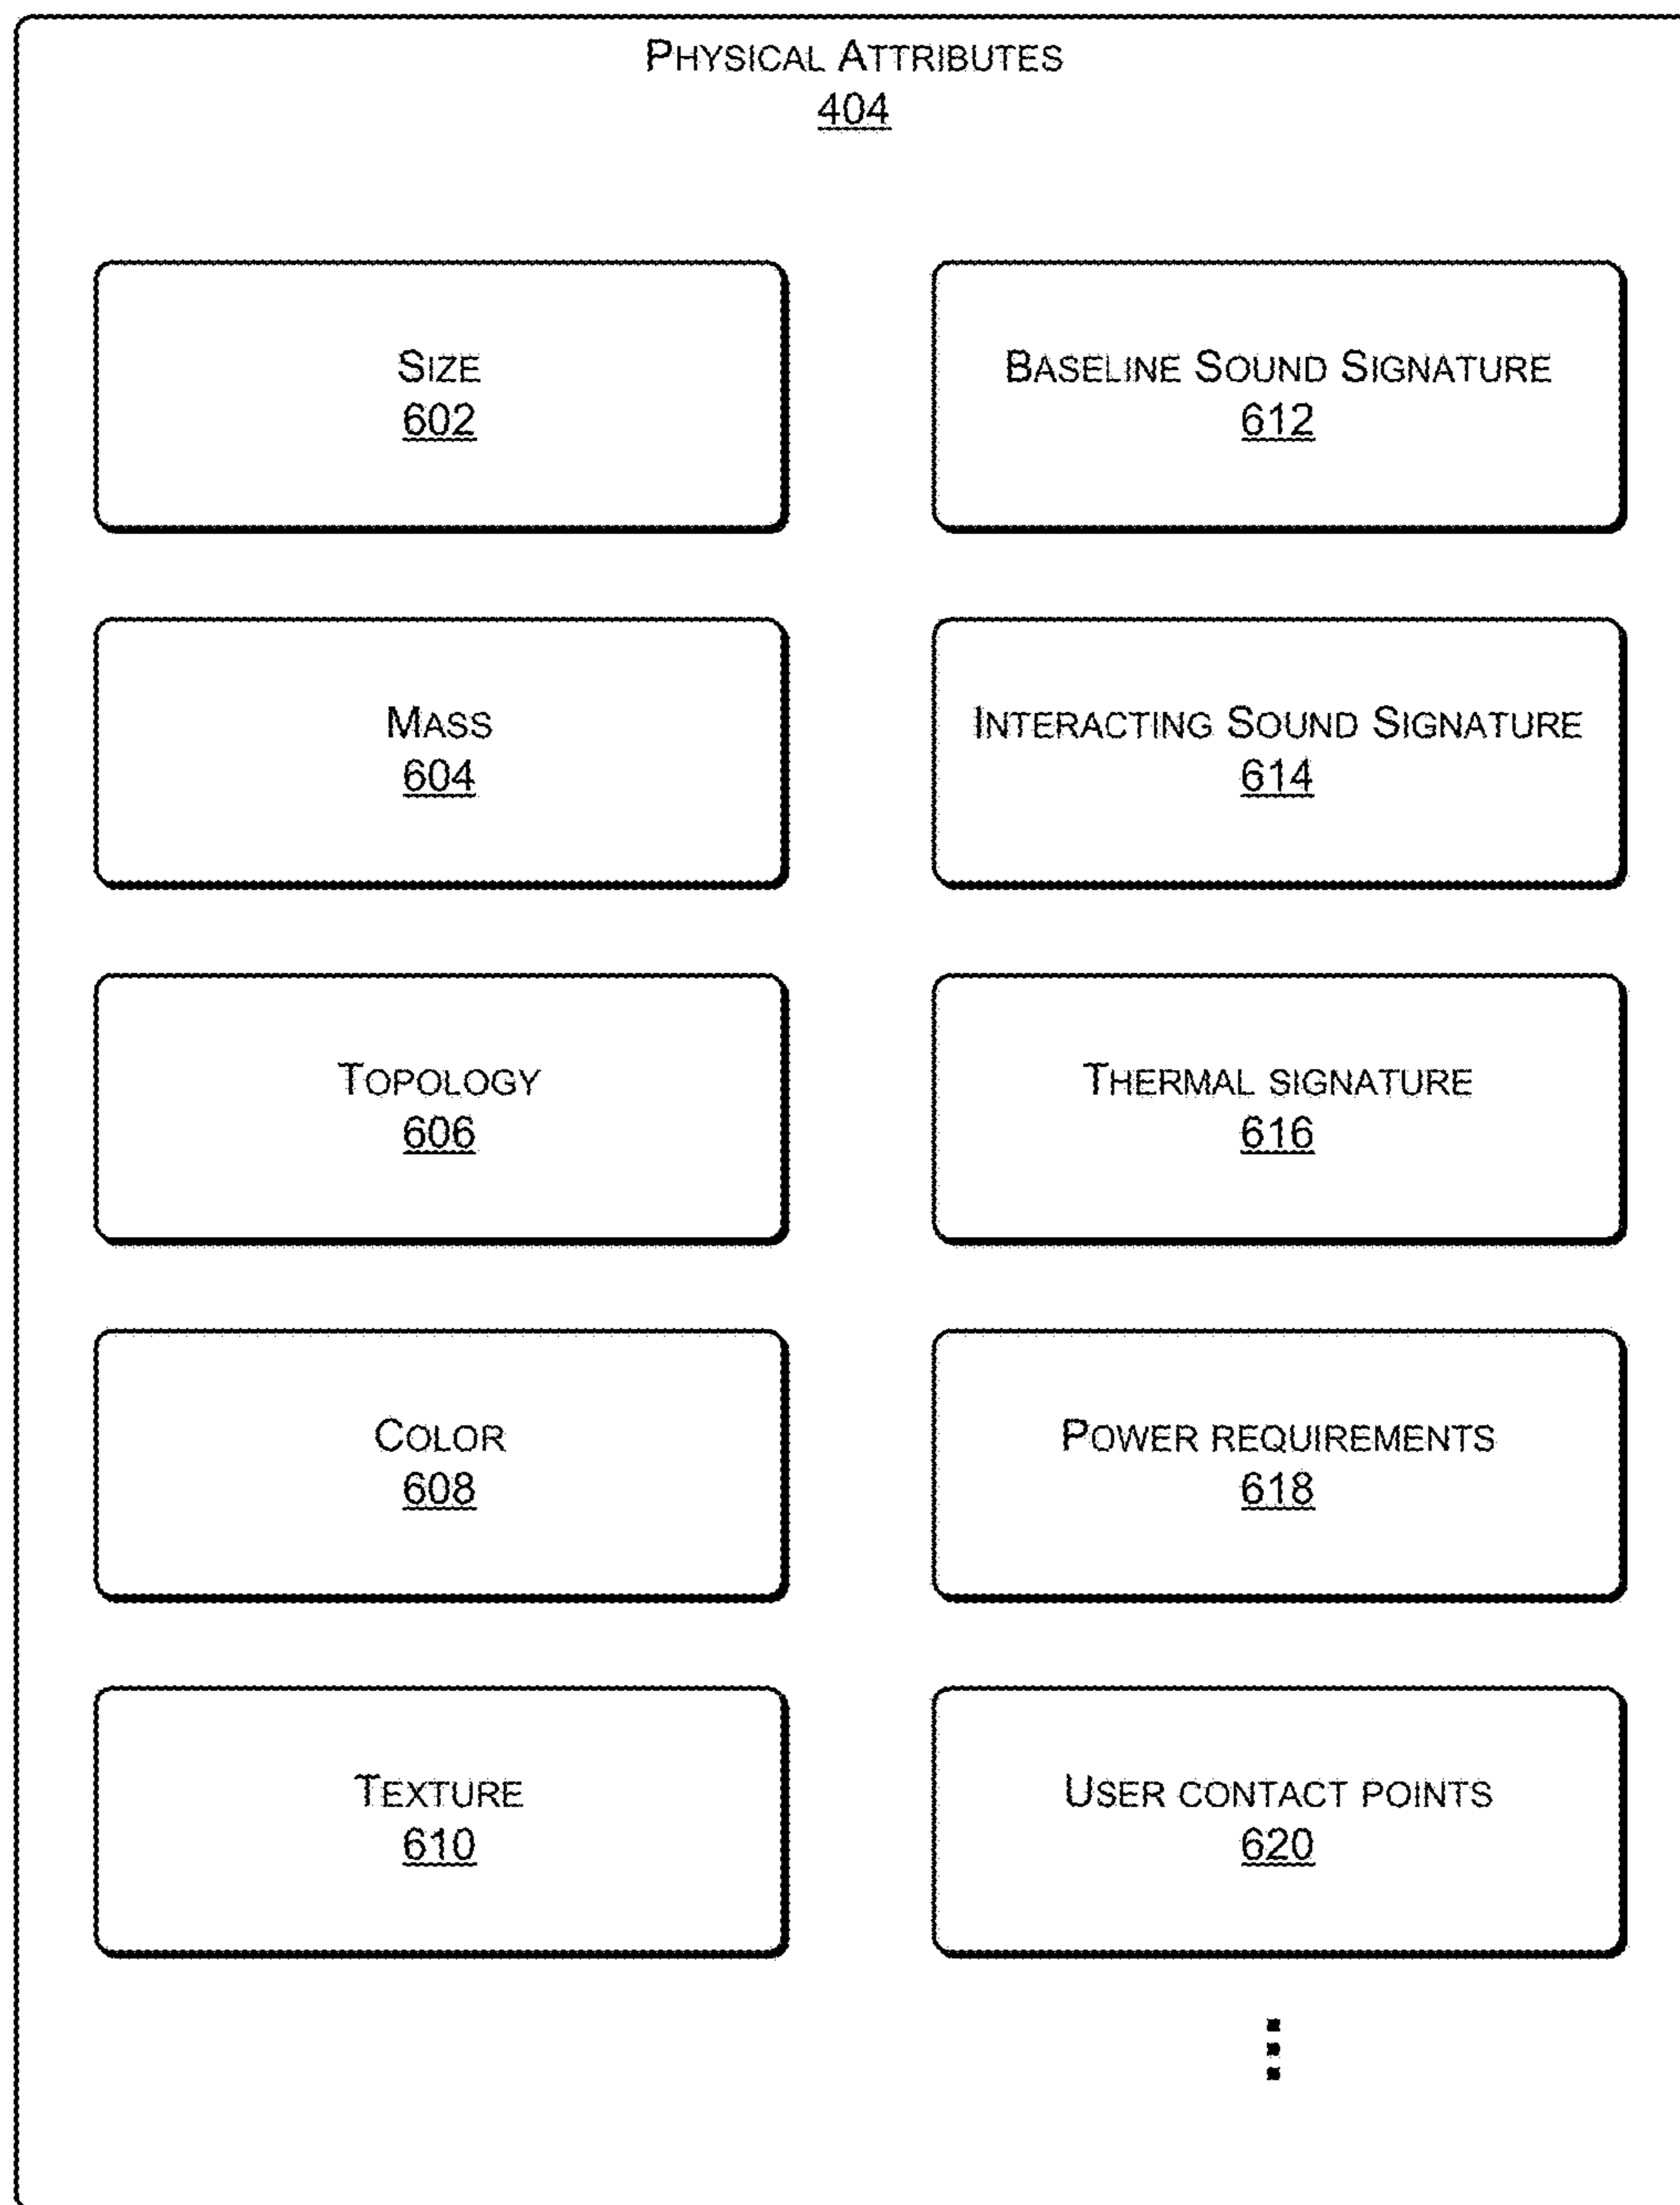 Physical Attributes
404
Size
602
Baseline Sound Signature
612
Mass
604
Interacting Sound Signature
614
Topology
606
Thermal signature
616
Color
608
Power requirements
618
Texture
610
User contact points
620